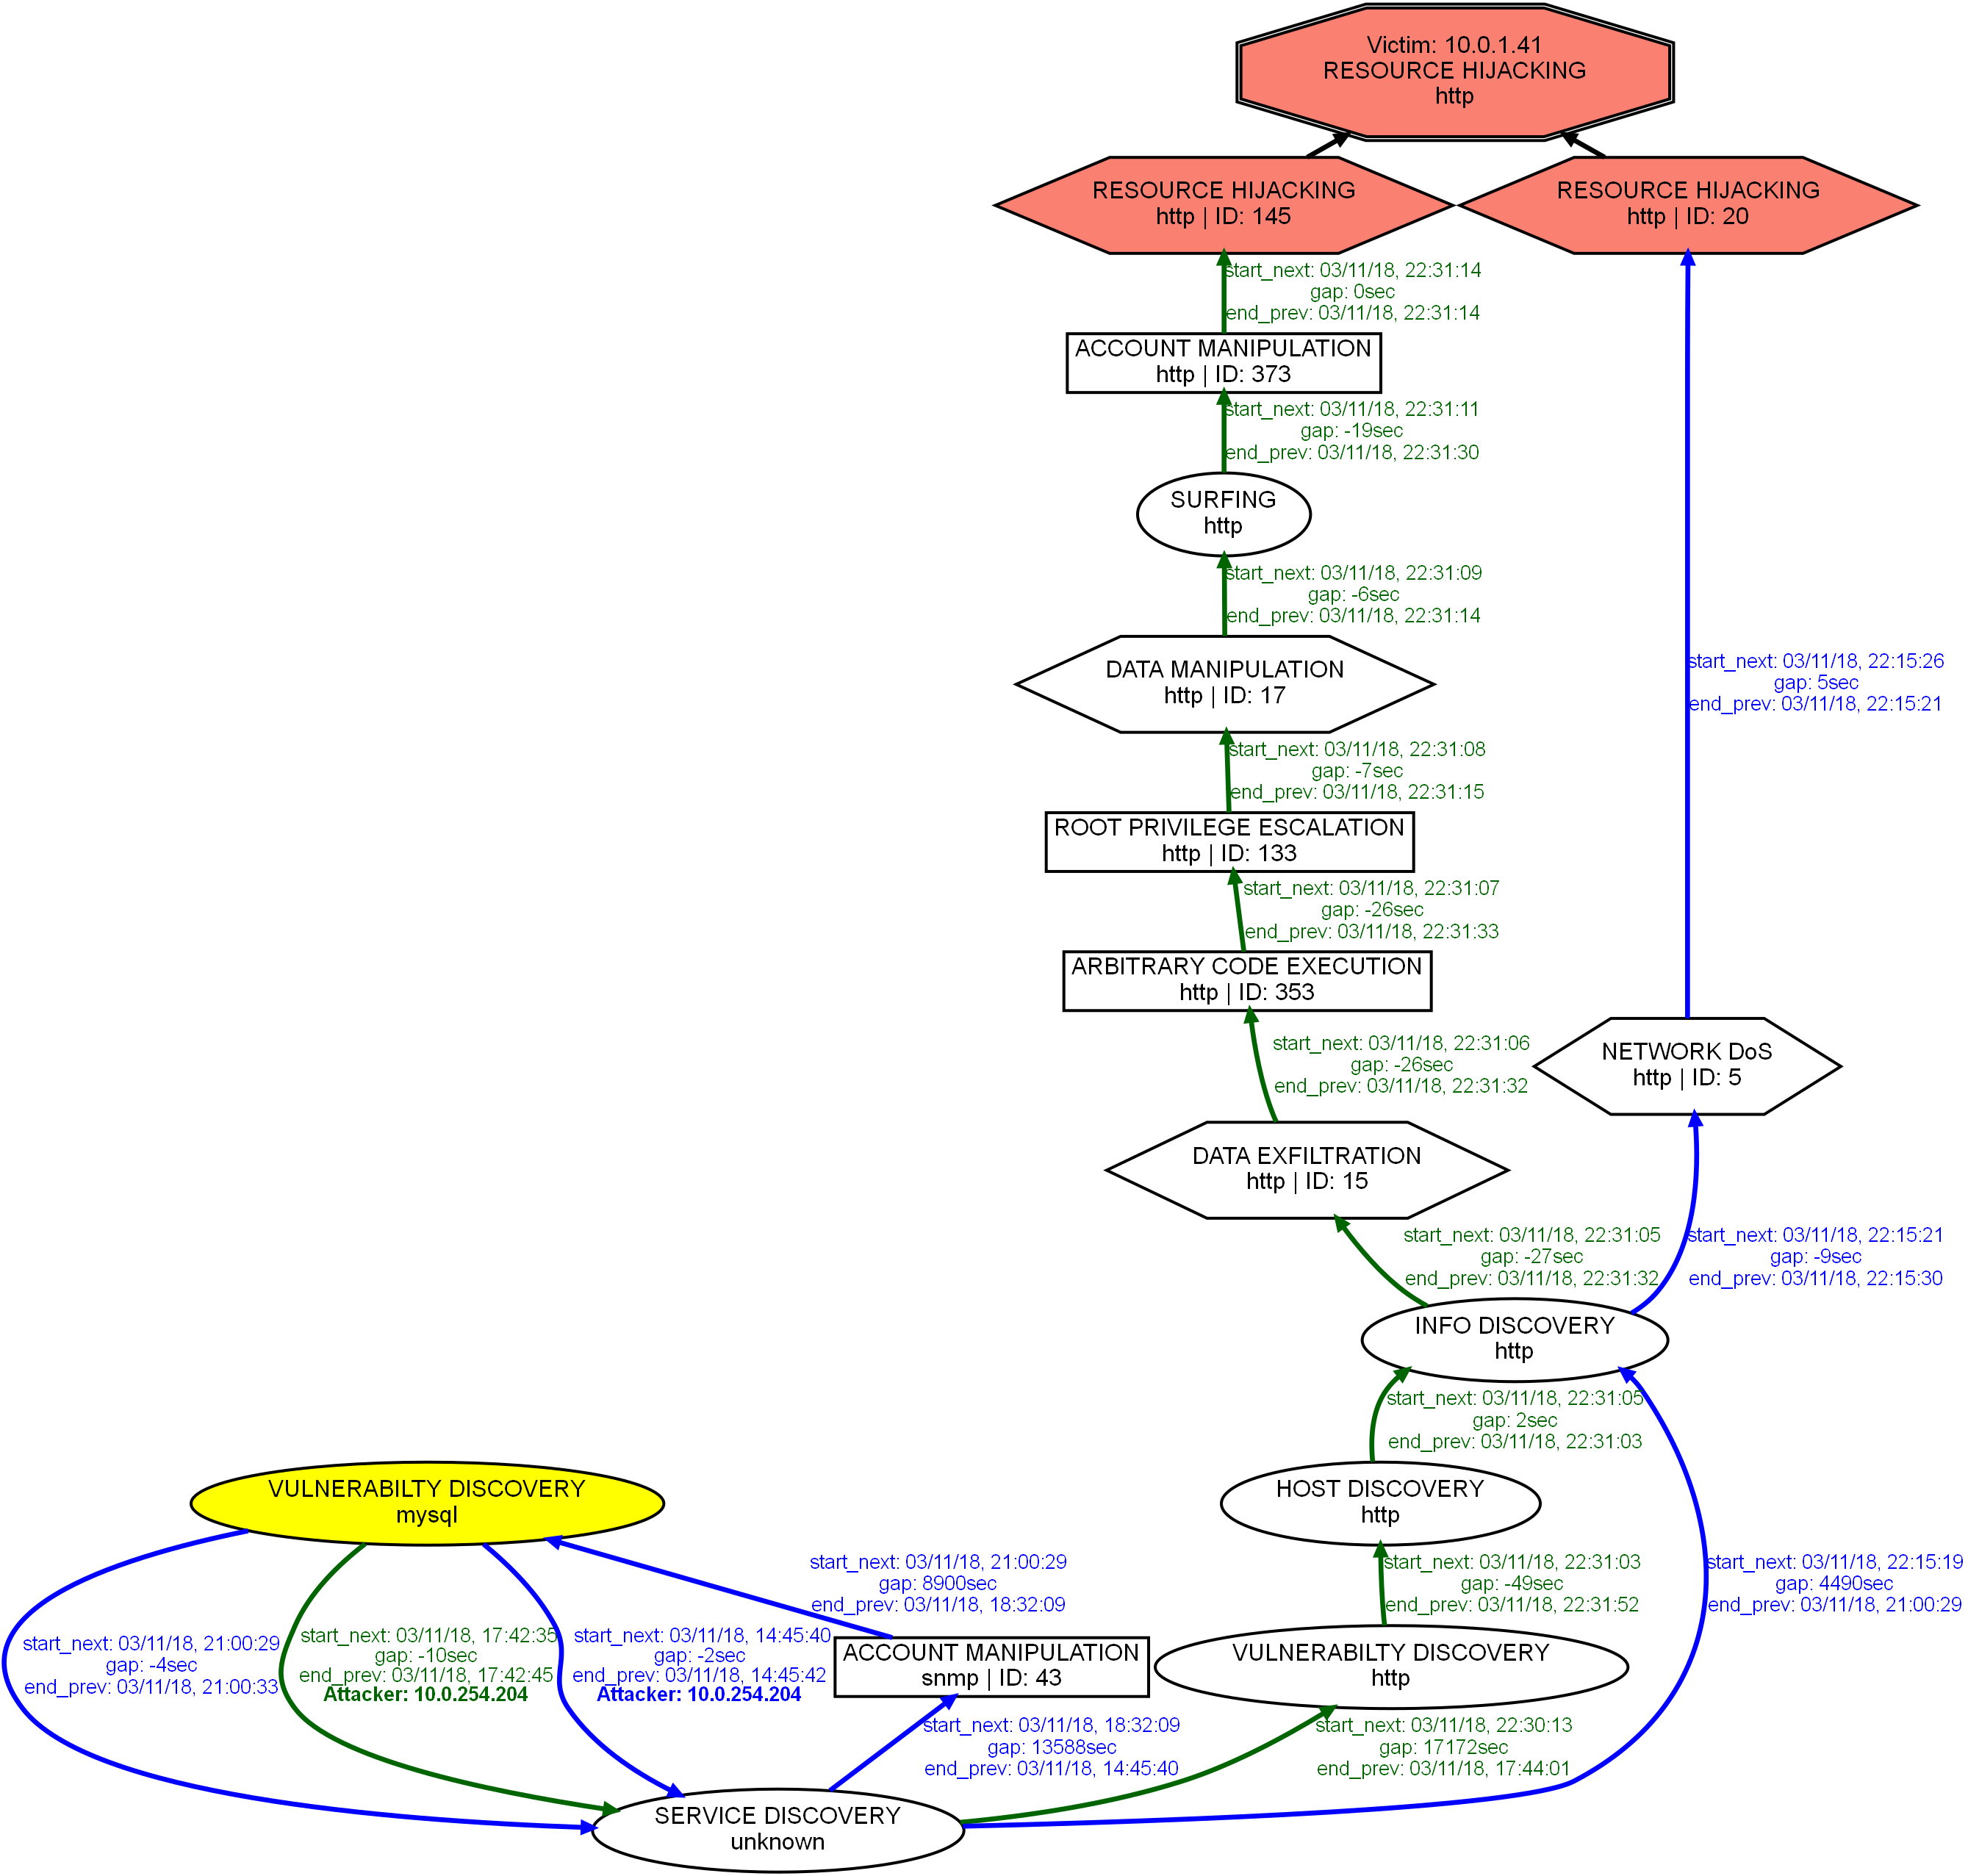 Victim: 10.0.1.41
RESOURCE HIJACKING
http
RESOURCE HIJACKING
http | ID: 145
RESOURCE HIJACKING
http | ID: 20
start_next: 03/11/18, 22:31:14
gap: 0sec
end_prev: 03/11/18, 22:31:14
ACCOUNT MANIPULATION
http | ID: 373
start_next: 03/11/18, 22:31:11
gap: -19sec
end_prev: 03/11/18, 22:31:30
SURFING
http
start_next: 03/11/18, 22:31:09
gap: -6sec
end_prev: 03/11/18, 22:31:14
DATA MANIPULATION
http | ID: 17
start_next: 03/11/18, 22:15:26
gap: 5sec
end_prev: 03/11/18, 22:15:21
start_next: 03/11/18, 22:31:08
gap: -7sec
end_prev: 03/11/18, 22:31:15
ROOT PRIVILEGE ESCALATION
http | ID: 133
start_next: 03/11/18, 22:31:07
gap: -26sec
end_prev: 03/11/18, 22:31:33
ARBITRARY CODE EXECUTION
http | ID: 353
start_next: 03/11/18, 22:31:06
gap: -26sec
end_prev: 03/11/18, 22:31:32
NETWORK DoS
http | ID: 5
DATA EXFILTRATION
http | ID: 15
start_next: 03/11/18, 22:31:05
gap: -27sec
end_prev: 03/11/18, 22:31:32
start_next: 03/11/18, 22:15:21
gap: -9sec
end_prev: 03/11/18, 22:15:30
INFO DISCOVERY
http
start_next: 03/11/18, 22:31:05
gap: 2sec
end_prev: 03/11/18, 22:31:03
VULNERABILTY DISCOVERY
mysql
HOST DISCOVERY
http
start_next: 03/11/18, 21:00:29
gap: 8900sec
end_prev: 03/11/18, 18:32:09
start_next: 03/11/18, 22:31:03
gap: -49sec
end_prev: 03/11/18, 22:31:52
start_next: 03/11/18, 22:15:19
gap: 4490sec
end_prev: 03/11/18, 21:00:29
start_next: 03/11/18, 21:00:29
gap: -4sec
end_prev: 03/11/18, 21:00:33
start_next: 03/11/18, 17:42:35
gap: -10sec
end_prev: 03/11/18, 17:42:45
Attacker: 10.0.254.204
start_next: 03/11/18, 14:45:40
gap: -2sec
end_prev: 03/11/18, 14:45:42
Attacker: 10.0.254.204
ACCOUNT MANIPULATION
snmp | ID: 43
VULNERABILTY DISCOVERY
http
start_next: 03/11/18, 18:32:09
gap: 13588sec
end_prev: 03/11/18, 14:45:40
start_next: 03/11/18, 22:30:13
gap: 17172sec
end_prev: 03/11/18, 17:44:01
SERVICE DISCOVERY
unknown